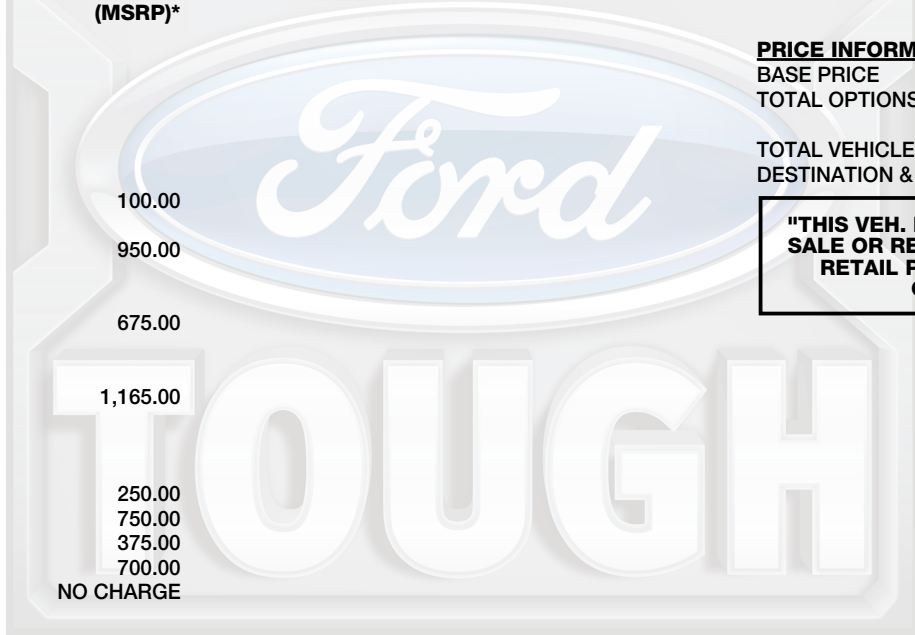 (MSRP)*
100.00
950.00
675.00
1,165.00
250.00
750.00
375.00
700.00
NO CHARGE
PRICE INFORM
BASE PRICE
TOTAL OPTIONS
TOTAL VEHICLE
DESTINATION &
"THIS VEH.
SALE OR RE
RETAIL P
Ford
TOUGH